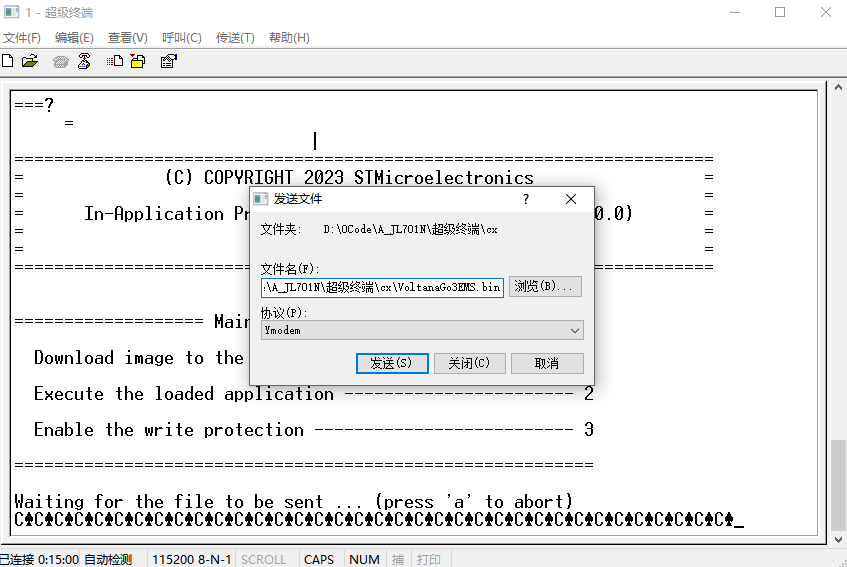 1 - 超级终端
文件(F) 编辑(E) 查看(V) 呼叫(C) 传送(T) 帮助(H)
===?
=
======================================================================
= (C) COPYRIGHT 2023 STMicroelectronics =
= =
= In-Application Pr 0.0) =
= =
= =
======================================================================
=================== Mai
Download image to the
Execute the loaded application -------------------------- 2
Enable the write protection -------------------------- 3
==========================================================
Waiting for the file to be sent ... (press 'a' to abort)
C♠C♠C♠C♠C♠C♠C♠C♠C♠C♠C♠C♠C♠C♠C♠C♠C♠C♠C♠C♠C♠C♠C♠C♠C♠C♠C♠C♠C♠C♠C♠C♠C♠C♠C♠C♠_
发送文件 ?
文件夹: D:\0Code\A_JL701N\超级终端\cx
文件名(F):
:\A_JL701N\超级终端\cx\VoltanaGo3EMS.bin 浏览(B)...
协议(P):
Ymodem
发送(S) 关闭(C) 取消
已连接 0:15:00 自动检测 115200 8-N-1 SCROLL CAPS NUM 捕 打印